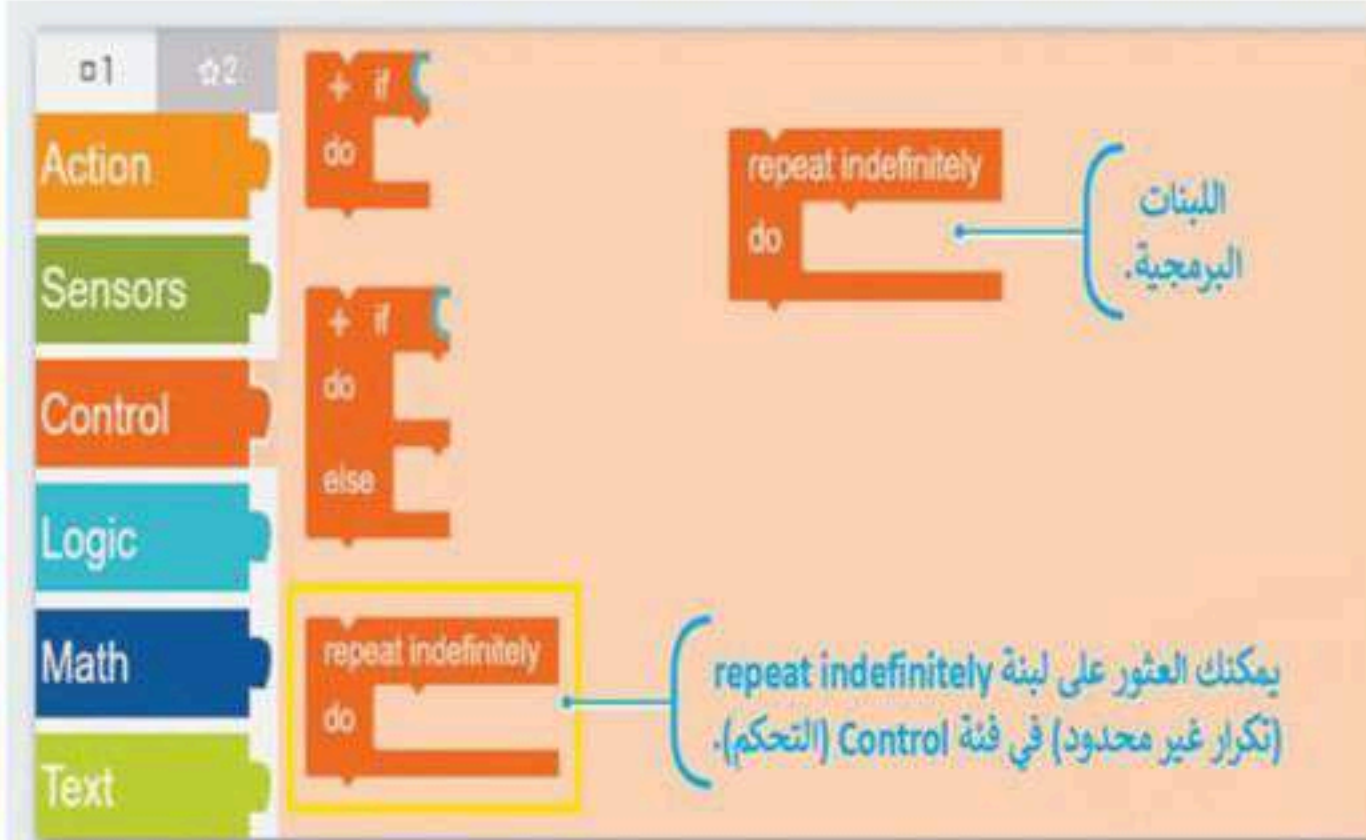 1
2
Action
Sensors
Control
Logic
Math
Text
+ if
do
+ if
do
else
repeat indefinitely
do
repeat indefinitely
do
اللبنات
البرمجية.
يمكنك العثور على لبنة repeat indefinitely
(تكرار غير محدود) في فئة Control (التحكم).